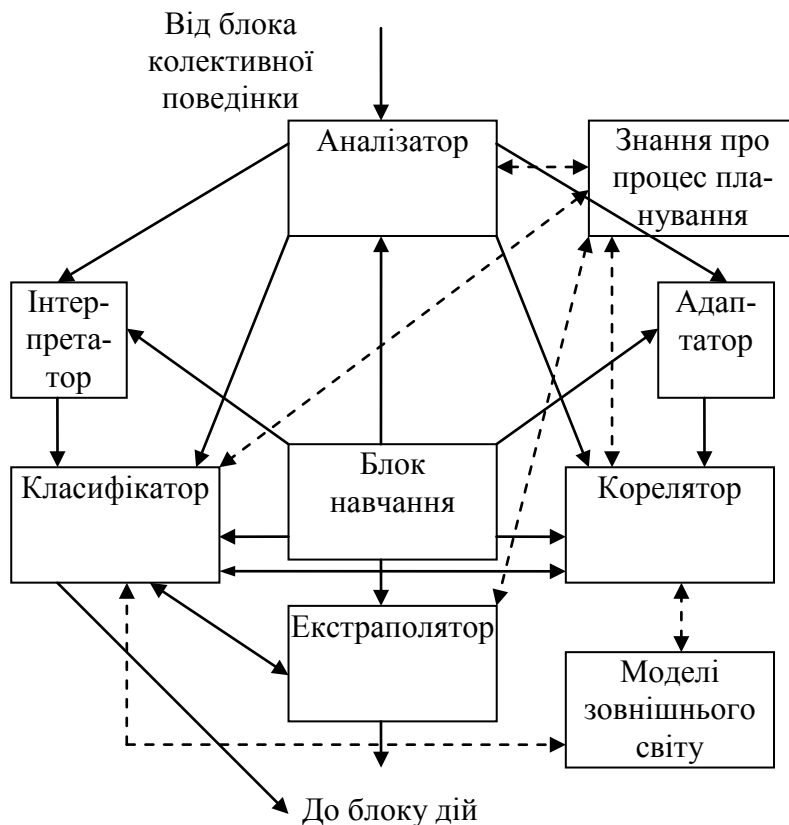 Від блока
колективної
поведінки
Аналізатор
Знання про
процес пла-
нування
Інтер-
прета-
тор
Адап-
татор
Класифікатор
Блок
навчання
Корелятор
Екстраполятор
Моделі
зовнішнього
світу
До блоку дій